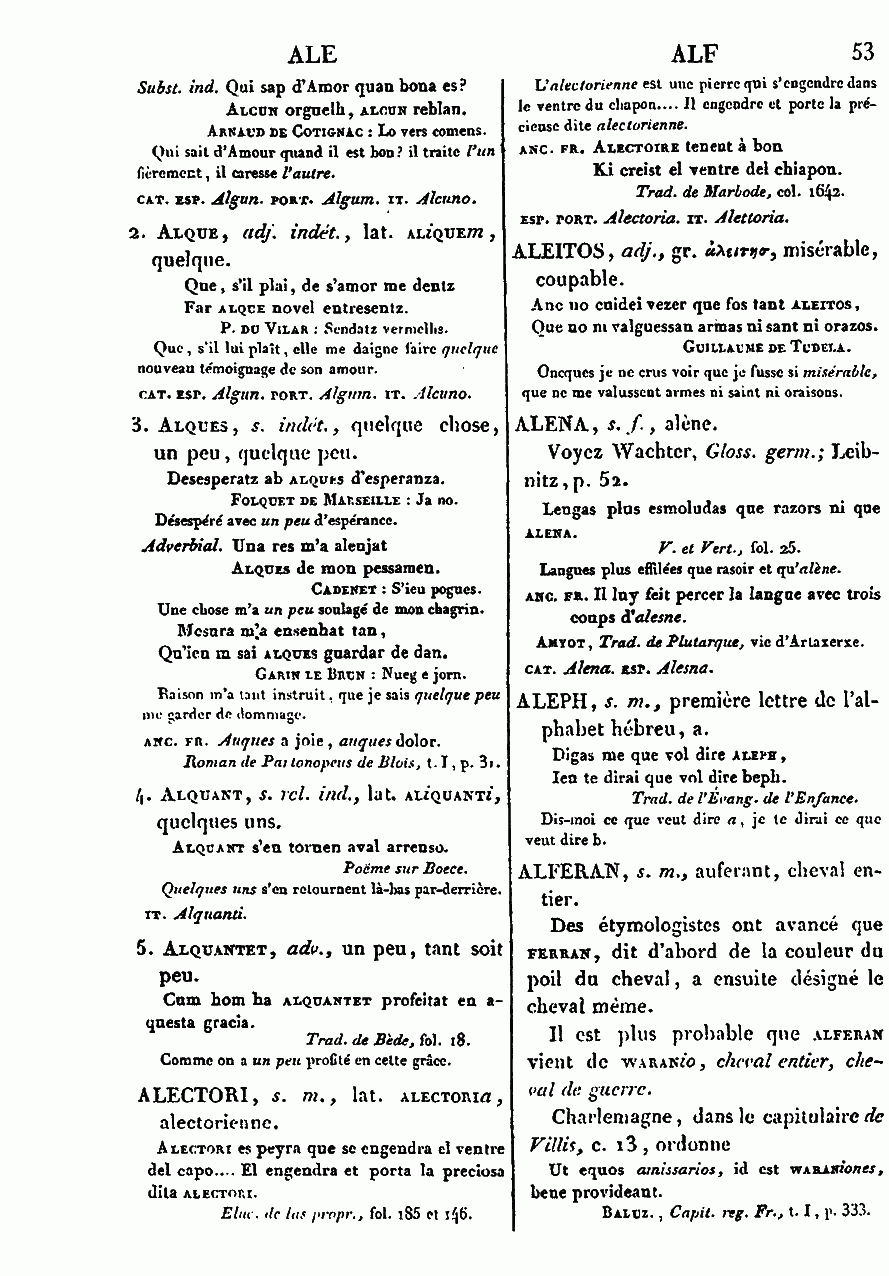 ALE
Subst. ind. Qui sap d'Amor quan bona es?
ALCUN orguelh, ALCUN reblan.
ARNAUD DE COTIGNAC : Lo vers comens.
Qui sait d'Amour quand il est bon? il traite l'un
fièrement, il caresse l'autre.
CAT. ESP. Algun. PORT. Algum. IT. Alcuno.
2. ALQUE, adj. indét., lat. ALiQUEm,
quelque.
Que, s'il plai, de s'amor me dentz
Far ALQUE novel entresentz.
P. DU VILAR : Sendatz vermelhs.
Que, s'il lui plaît, elle me daigne faire quelque
nouveau témoignage de son amour.
CAT. ESP. Algun. PORT. Algum. IT. Alcuno.
3. ALQUES, s. indét., quelque chose,
un peu, quelque peu.
Desesperatz ab ALQUES d'esperanza.
FOLQUET DE MARSEILLE : Ja no.
Désespéré avec un peu d'espérance.
Adverbial. Una res m'a aleujat
ALQUES de mon pessamen.
CADENET : S'ieu pogues.
Une chose m'a un peu soulagé de mon chagrin.
Mesura m'a ensenhat tan,
Qu'ieu m sai ALQUES guardar de dan.
GARIN LE BRUN : Nueg e jorn.
Raison m'a tant instruit, que je sais quelque peu
me garder de dommage.
ANC. FR. Auques a joie, auques dolor.
Roman de Partonopeus de Blois, t. I, p. 31.
4. ALQUANT, s. rel. ind., lat. ALiQUANTi,
quelques uns.
ALQUANT s'en tornen aval arrenso.
Poëme sur Boece.
Quelques uns s'en retournent là-bas par-derrière.
IT. Alquanti.
5. ALQUANTET, adv., un peu, tant soit
peu.
Cum hom ha ALQUANTET profeitat en a-
questa gracia.
Trad. de Bède, fol. 18.
Comme on a un peu profité en cette grâce.
ALECTORI, s. m., lat. ALECTORIa,
alectorienne.
ALECTORI es peyra que se engendra el ventre
del capo.... El engendra et porta la preciosa
dita ALECTORI.
Eluc. de las propr., fol. 185 et 146.
ALF 53
L'alectorienne est une pierre qui s'engendre dans
le ventre du chapon.... Il engendre et porte la pré-
cieuse dite alectorienne.
ANC. FR. ALECTOIRE tenent à bon
Ki creist el ventre del chiapon.
Trad. de Marbode, col. 1642.
ESP. PORT. Alectoria. IT. Alettoria.
ALEITOS, adj., gr. misérable,
coupable.
Anc no cuidei vezer que fos tant ALEITOS,
Que no m valguessan armas ni sant ni orazos.
GUILLAUME DE TUDELA.
Oncques je ne crus voir que je fusse si misérable,
que ne me valussent armes ni saint ni oraisons.
ALENA, s. f., alène.
Voyez Wachter, Gloss. germ.; Leib-
nitz, p. 52.
Lengas plus esmoludas que razors ni que
ALENA.
V. et Vert., fol. 25.
Langues plus effilées que rasoir et qu'alène.
ANC. FR. Il luy feit percer la langue avec trois
coups d'alesne.
AMYOT, Trad. de Plutarque, vie d'Artaxerxe.
CAT. Alena. ESP. Alesna.
ALEPH, s. m., première lettre de l'al-
phabet hébreu, a.
Digas me que vol dire ALEPH,
Ieu te dirai que vol dire beph.
Trad. de l'Évang. de l'Enfance.
Dis-moi ce que veut dire a, je te dirai ce que
veut dire b.
ALFERAN, s. m., auferant, cheval en-
tier.
Des étymologistes ont avancé que
FERRAN, dit d'abord de la couleur du
poil du cheval, a ensuite désigné le
cheval même.
Il est plus probable que ALFERAN
vient de WARANio, cheval entier, che-
val de guerre.
Charlemagne, dans le capitulaire de
Villis, c. 13, ordonne
Ut equos amissarios, id est WARANiones,
bene provideant.
BALUZ., Capit. reg. Fr., t. I, p. 333.